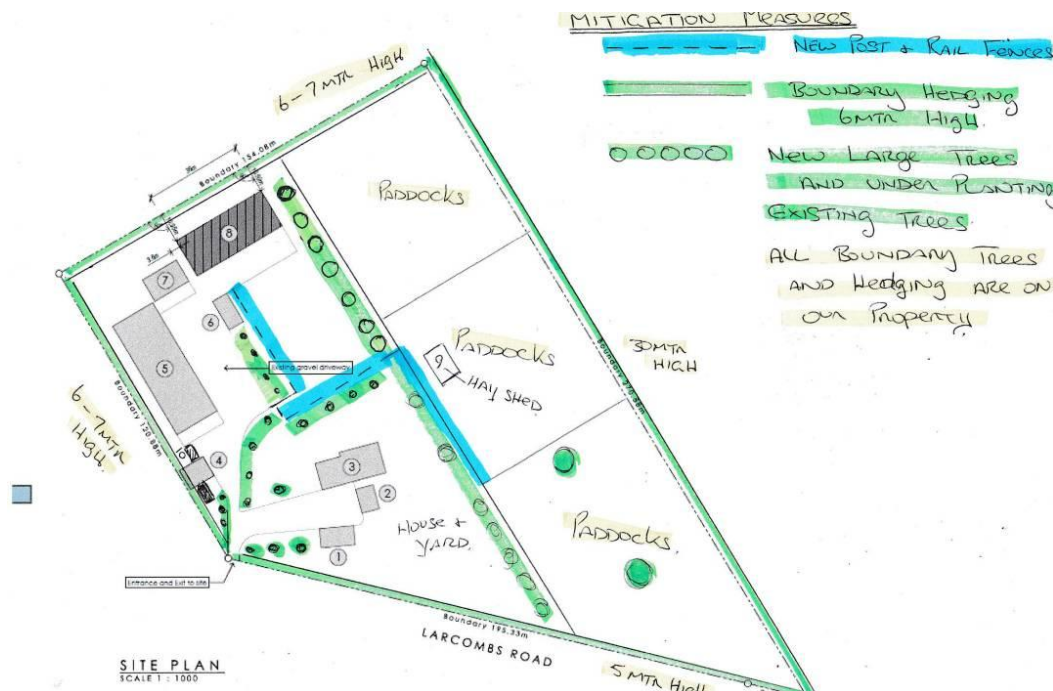 MITIGATION MEASURES
NEW POST + RAIL FENCES
BOUNDARY HEDGING
6MTR HIGH.
NEW LARGE TREES
AND UNDER PLANTING
EXISTING TREES.
ALL BOUNDARY TREES
AND HEDGING ARE ON
OUR PROPERTY
6-7MTR HIGH
Boundary 154.08m
PADDOCKS
8
7
6
5
Existing gravel driveway
PADDOCKS
9
HAY SHED
30MTR
HIGH
6-7MTR
HIGH.
Boundary 120.88m
4
3
2
1
HOUSE +
YARD.
PADDOCKS.
Entrance and Exit to site
Boundary 195.33m
LARCOMBS ROAD
5 MTR HIGH
SITE PLAN
SCALE 1 : 1000